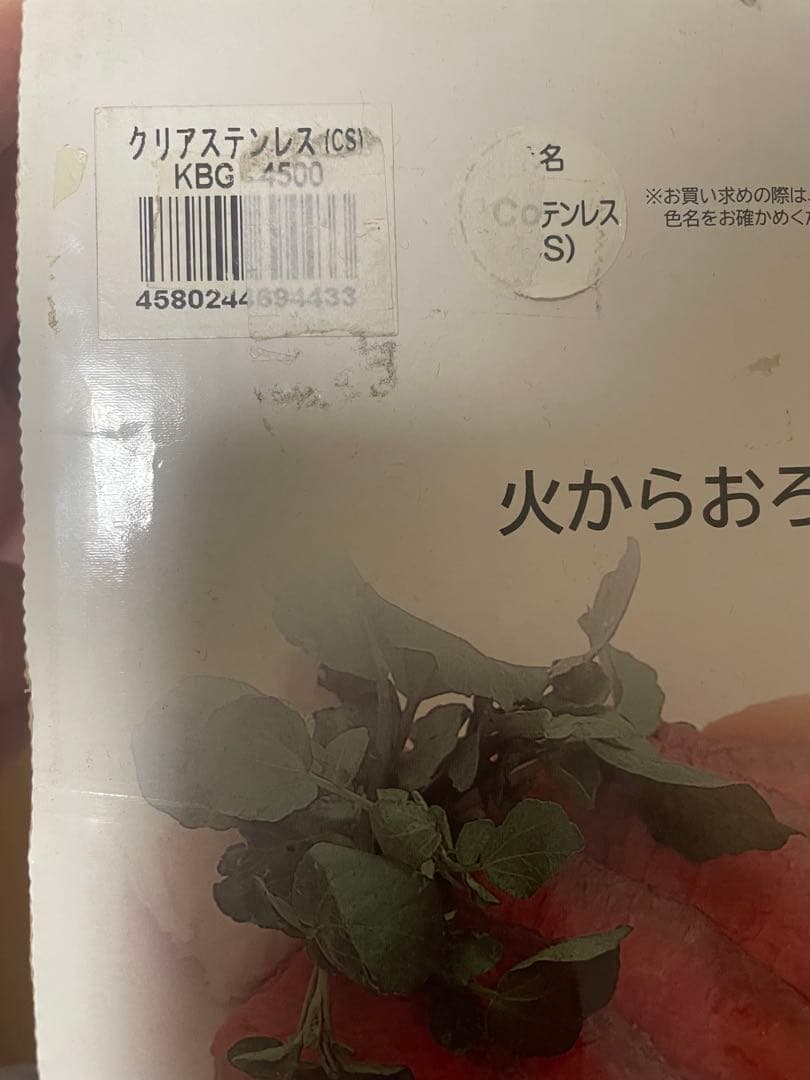 クリアステンレス(CS)
KBG-4500
4580244694433
名
Co テンレス
S)
※お買い求めの際は、
色名をお確かめくだ
火からおろ